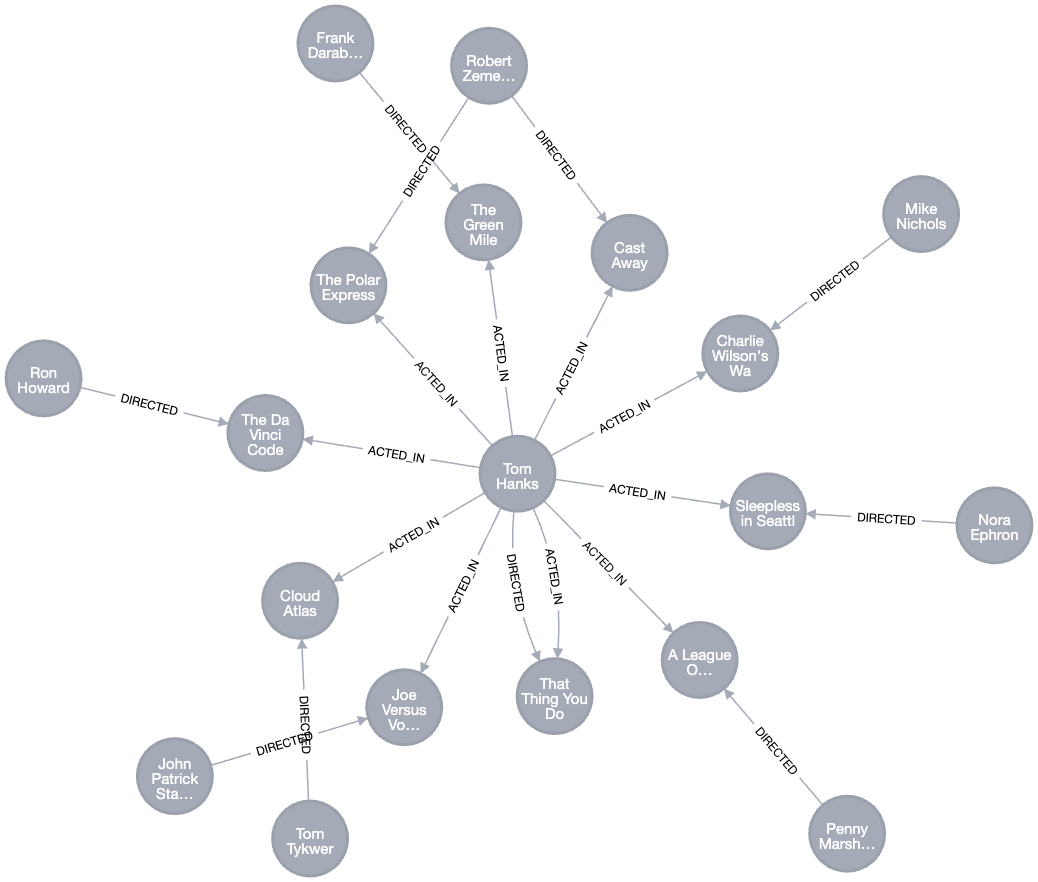 Frank
Darab...
Robert
Zeme...
DIRECTED
DIRECTED
DIRECTED
Mike
Nichols
The
Green
Mile
Cast
Away
DIRECTED
The Polar
Express
Charlie
Wilson's
Wa
Ron
Howard
ACTED_IN
ACTED_IN
ACTED_IN
ACTED_IN
DIRECTED
The Da
Vinci
Code
ACTED_IN
Tom
Hanks
ACTED_IN
Sleepless
in Seattl
DIRECTED
Nora
Ephron
ACTED_IN
ACTED_IN
DIRECTED
ACTED_IN
ACTED_IN
Cloud
Atlas
A League
O...
Joe
Versus
Vo...
That
Thing You
Do
DIRECTED
DIRECTED
DIRECTED
John
Patrick
Sta...
Tom
Tykwer
Penny
Marsh...